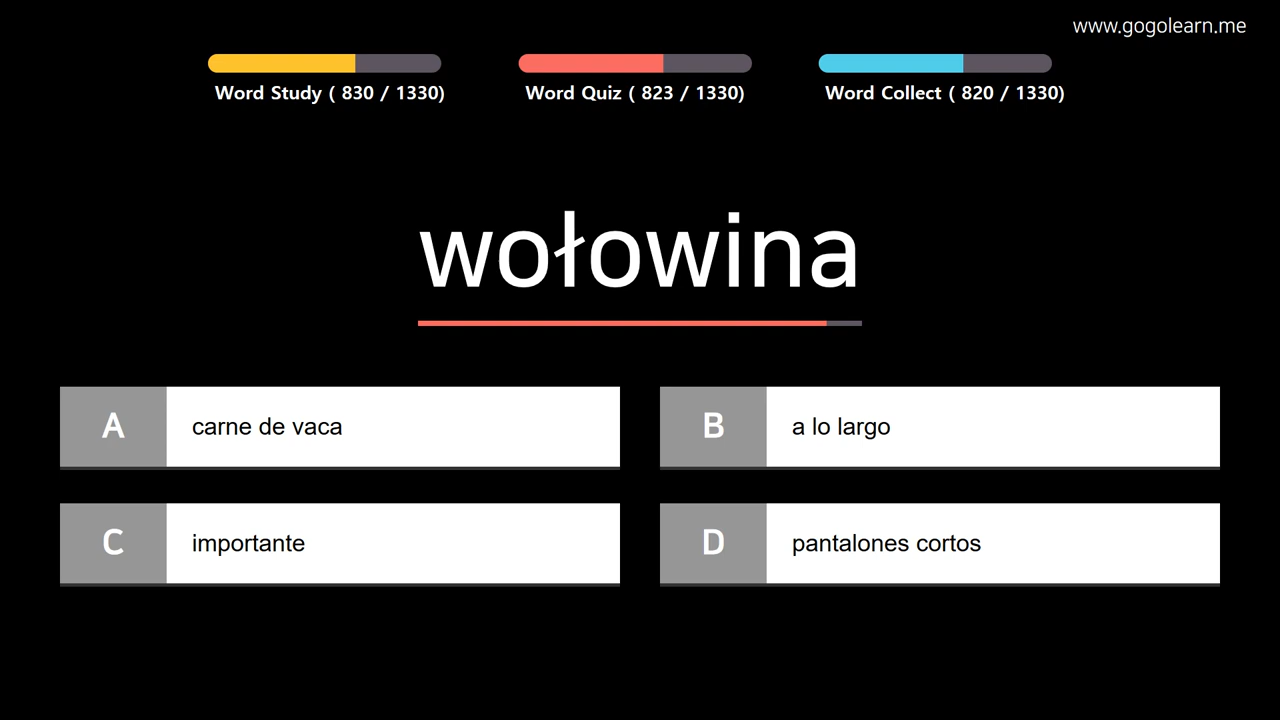 www.gogolearn.me
Word Study ( 830 / 1330)
Word Quiz ( 823 / 1330)
Word Collect ( 820 / 1330)
wołowina
A carne de vaca
B a lo largo
C importante
D pantalones cortos